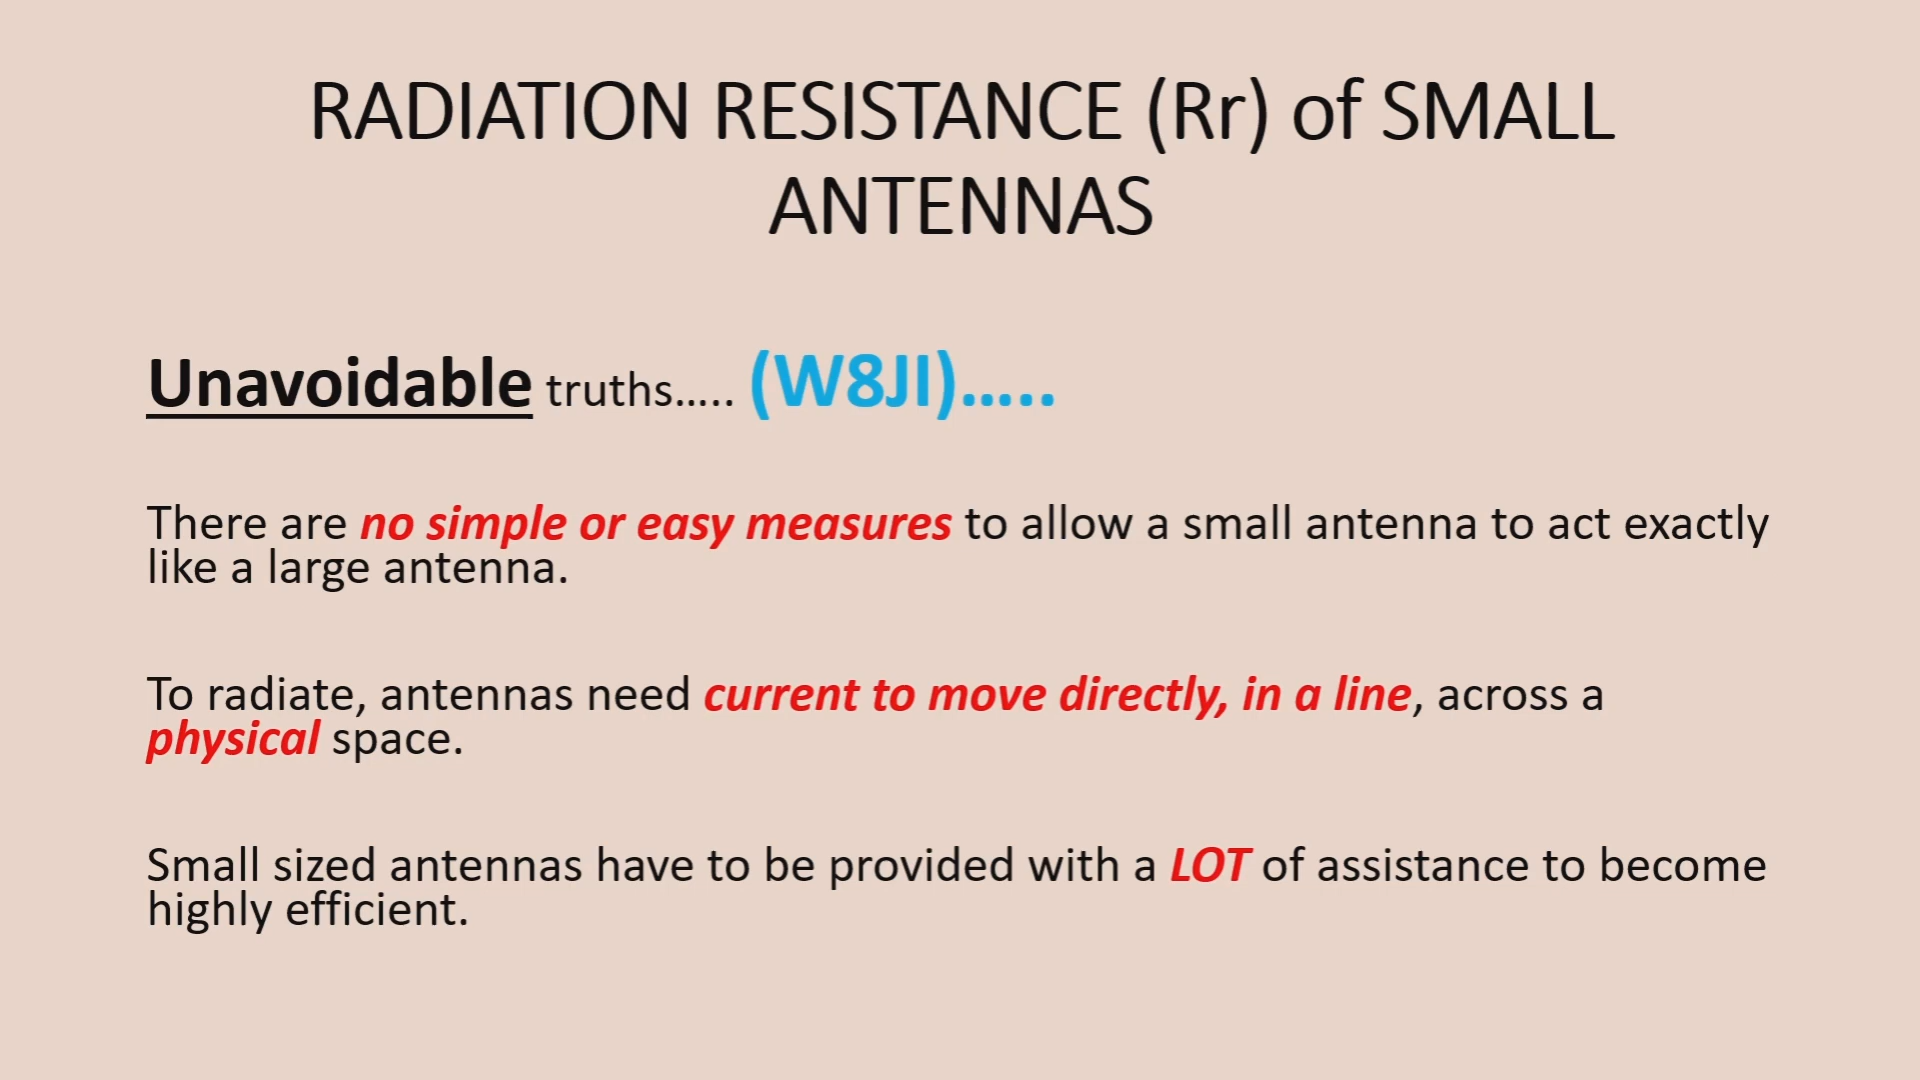 RADIATION RESISTANCE (Rr) of SMALL
ANTENNAS
Unavoidable truths..... (W8JI).....
There are no simple or easy measures to allow a small antenna to act exactly
like a large antenna.
To radiate, antennas need current to move directly, in a line, across a
physical space.
Small sized antennas have to be provided with a LOT of assistance to become
highly efficient.